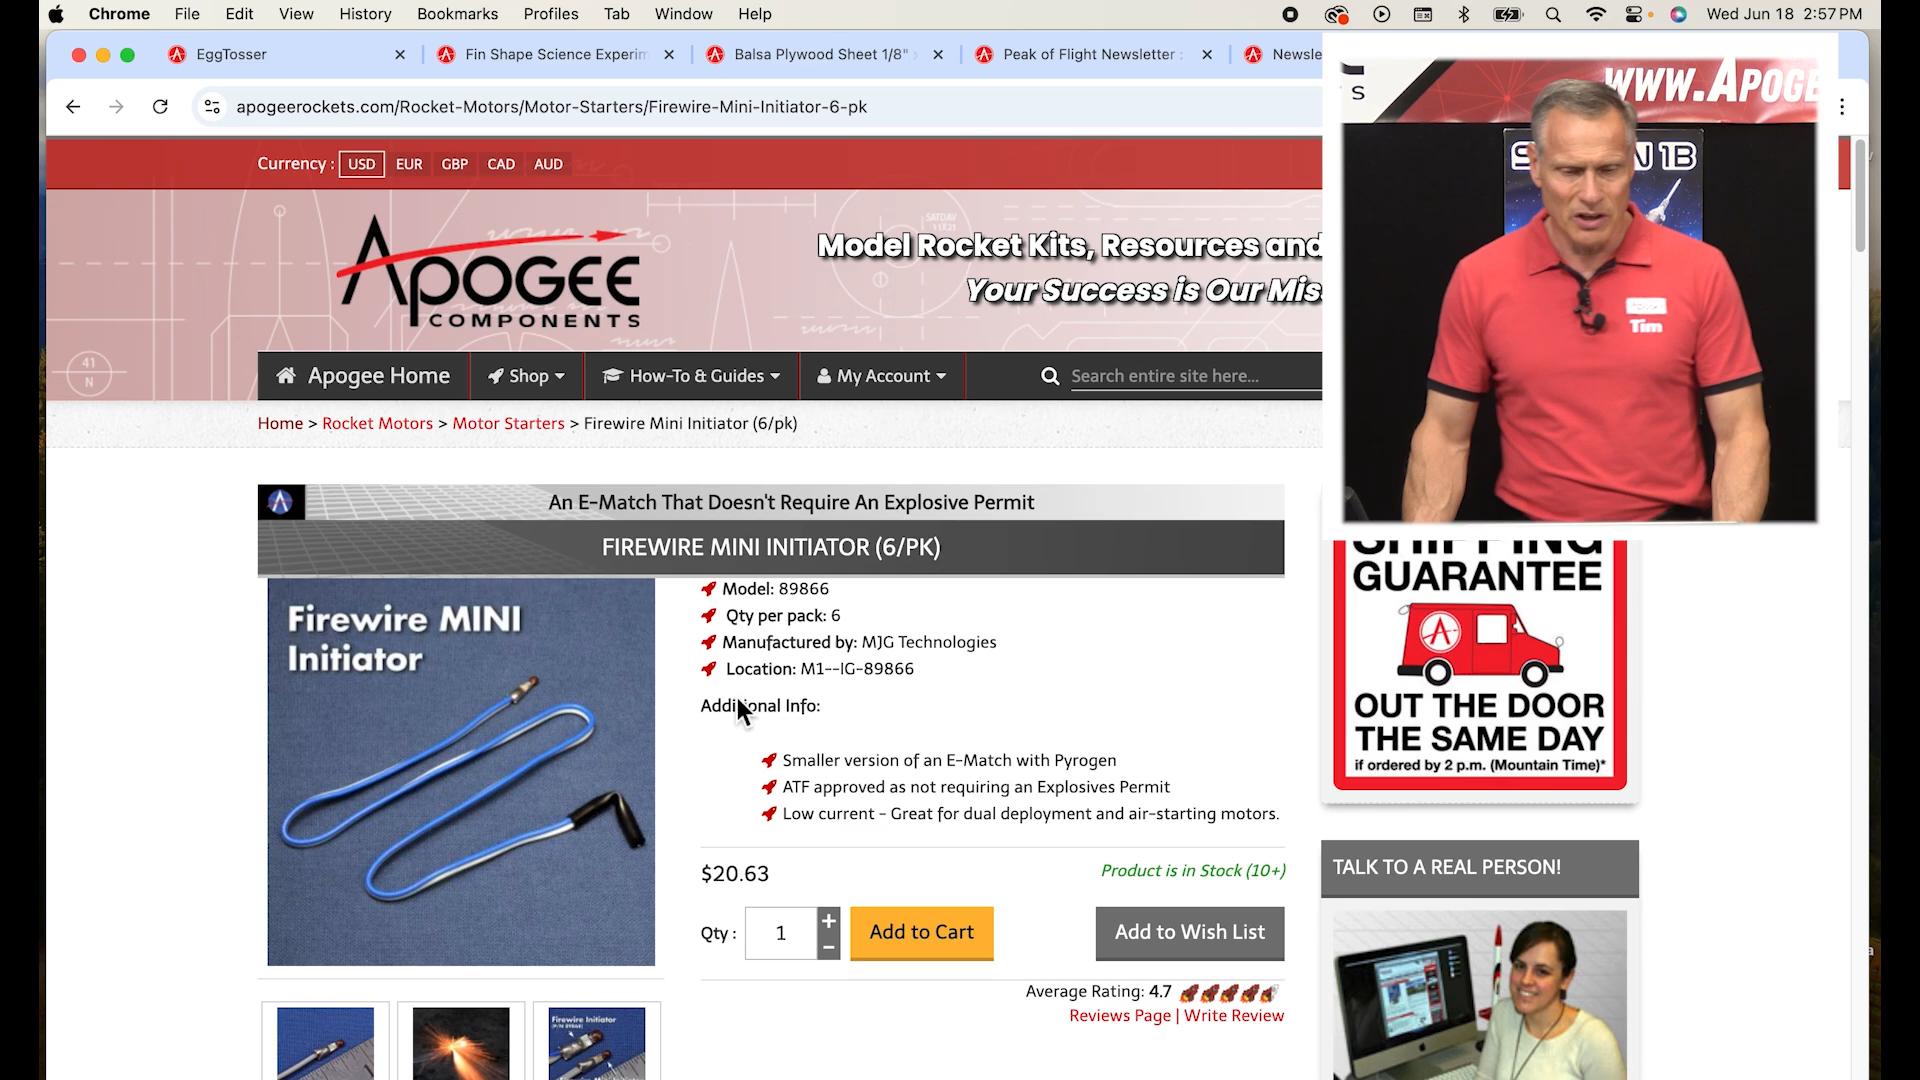 Chrome File Edit View History Bookmarks Profiles Tab Window Help Wed Jun 18 2:57 PM
EggTosser Fin Shape Science Experim Balsa Plywood Sheet 1/8" Peak of Flight Newsletter : Newsle
apogeerockets.com/Rocket-Motors/Motor-Starters/Firewire-Mini-Initiator-6-pk
Currency : USD EUR GBP CAD AUD
WWW.APOGE
Apogee
COMPONENTS
Model Rocket Kits, Resources and
Your Success is Our Mis
Tim
41
N
Apogee Home Shop How-To & Guides My Account Search entire site here...
Home > Rocket Motors > Motor Starters > Firewire Mini Initiator (6/pk)
An E-Match That Doesn't Require An Explosive Permit
FIREWIRE MINI INITIATOR (6/PK)
Firewire MINI
Initiator
Model: 89866
Qty per pack: 6
Manufactured by: MJG Technologies
Location: M1--IG-89866
Additional Info:
Smaller version of an E-Match with Pyrogen
ATF approved as not requiring an Explosives Permit
Low current - Great for dual deployment and air-starting motors.
$20.63 Product is in Stock (10+)
Qty : 1 + − Add to Cart Add to Wish List
Average Rating: 4.7
Reviews Page | Write Review
Firewire Initiator
GUARANTEE
OUT THE DOOR
THE SAME DAY
if ordered by 2 p.m. (Mountain Time)*
TALK TO A REAL PERSON!